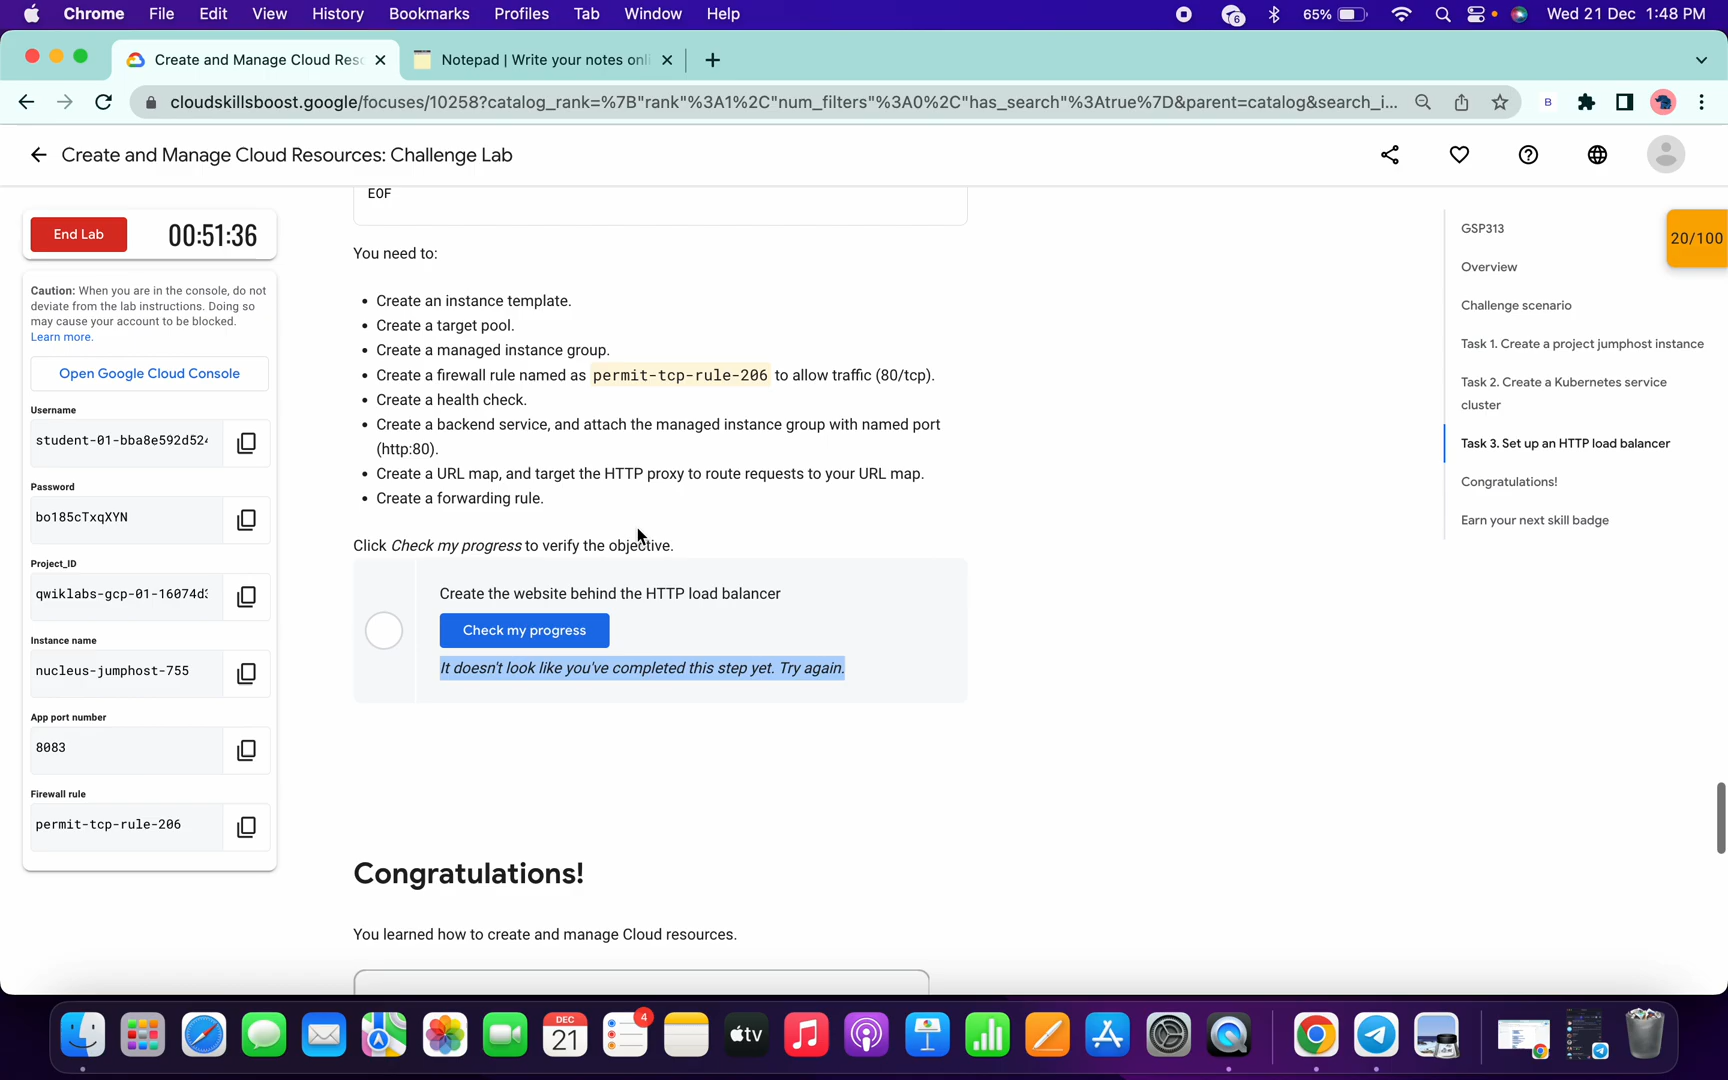 Chrome File Edit View History Bookmarks Profiles Tab Window Help 6 65% Wed 21 Dec 1:48 PM
Create and Manage Cloud Res Notepad | Write your notes onl
cloudskillsboost.google/focuses/10258?catalog_rank=%7B"rank"%3A1%2C"num_filters"%3A0%2C"has_search"%3Atrue%7D&parent=catalog&search_i... B
Create and Manage Cloud Resources: Challenge Lab
End Lab 00:51:36
Caution: When you are in the console, do not
deviate from the lab instructions. Doing so
may cause your account to be blocked.
Learn more.
Open Google Cloud Console
Username
student-01-bba8e592d524
Password
bo185cTxqXYN
Project_ID
qwiklabs-gcp-01-16074d3
Instance name
nucleus-jumphost-755
App port number
8083
Firewall rule
permit-tcp-rule-206
EOF
You need to:
• Create an instance template.
• Create a target pool.
• Create a managed instance group.
• Create a firewall rule named as permit-tcp-rule-206 to allow traffic (80/tcp).
• Create a health check.
• Create a backend service, and attach the managed instance group with named port
(http:80).
• Create a URL map, and target the HTTP proxy to route requests to your URL map.
• Create a forwarding rule.
Click Check my progress to verify the objective.
Create the website behind the HTTP load balancer
Check my progress
It doesn't look like you've completed this step yet. Try again.
Congratulations!
You learned how to create and manage Cloud resources.
GSP313
20/100
Overview
Challenge scenario
Task 1. Create a project jumphost instance
Task 2. Create a Kubernetes service
cluster
Task 3. Set up an HTTP load balancer
Congratulations!
Earn your next skill badge
DEC
21
4
tv